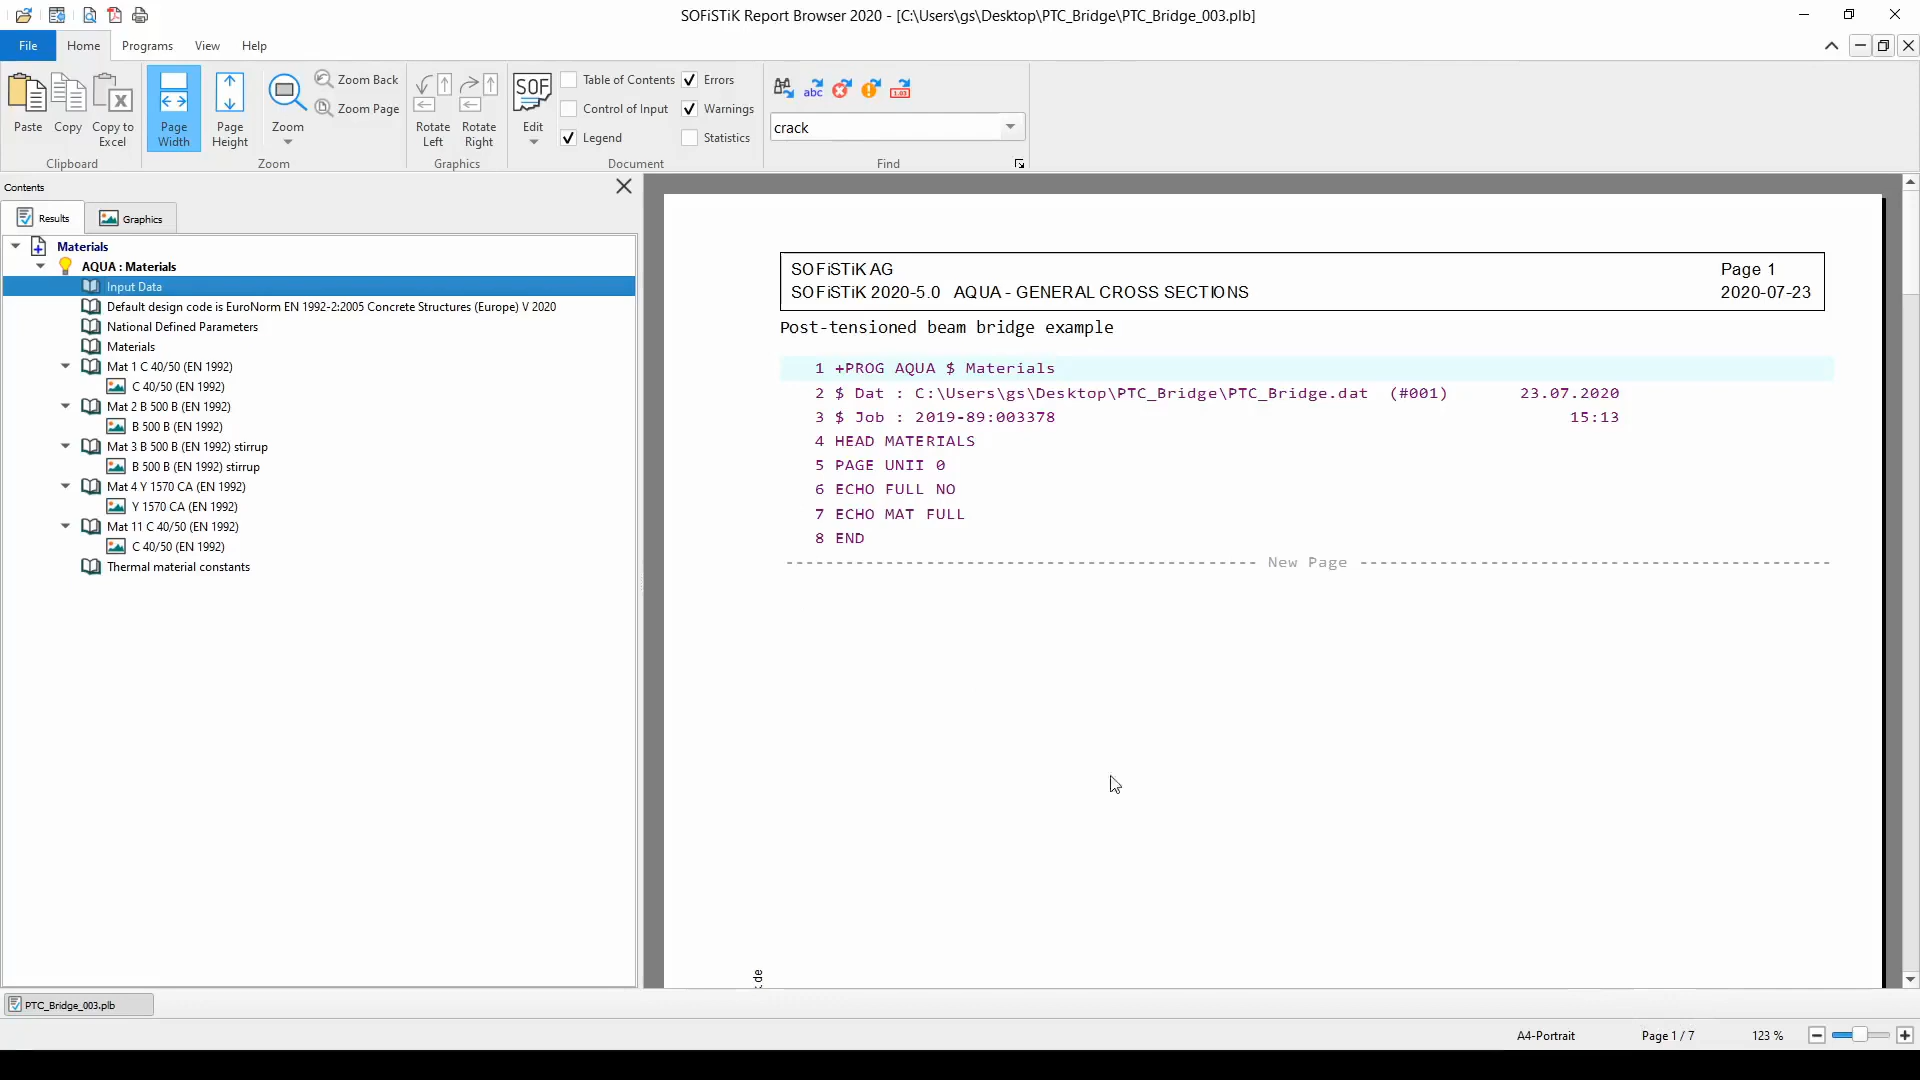 SOFiSTiK Report Browser 2020 - [C:\Users\gs\Desktop\PTC_Bridge\PTC_Bridge_003.plb]
File Home Programs View Help
Paste Copy Copy to Excel
Clipboard
Page Width Page Height Zoom Zoom Back Zoom Page
Zoom
Rotate Left Rotate Right
Graphics
SOF Edit Table of Contents Control of Input Legend Errors Warnings Statistics
Document
abc 1.03
crack
Find
Contents
Results Graphics
Materials
AQUA : Materials
Input Data
Default design code is EuroNorm EN 1992-2:2005 Concrete Structures (Europe) V 2020
National Defined Parameters
Materials
Mat 1 C 40/50 (EN 1992)
C 40/50 (EN 1992)
Mat 2 B 500 B (EN 1992)
B 500 B (EN 1992)
Mat 3 B 500 B (EN 1992) stirrup
B 500 B (EN 1992) stirrup
Mat 4 Y 1570 CA (EN 1992)
Y 1570 CA (EN 1992)
Mat 11 C 40/50 (EN 1992)
C 40/50 (EN 1992)
Thermal material constants
SOFiSTiK AG Page 1
SOFiSTiK 2020-5.0 AQUA - GENERAL CROSS SECTIONS 2020-07-23
Post-tensioned beam bridge example
1 +PROG AQUA $ Materials
2 $ Dat : C:\Users\gs\Desktop\PTC_Bridge\PTC_Bridge.dat (#001) 23.07.2020
3 $ Job : 2019-89:003378 15:13
4 HEAD MATERIALS
5 PAGE UNII 0
6 ECHO FULL NO
7 ECHO MAT FULL
8 END
New Page
PTC_Bridge_003.plb
A4-Portrait Page 1 / 7 123 %